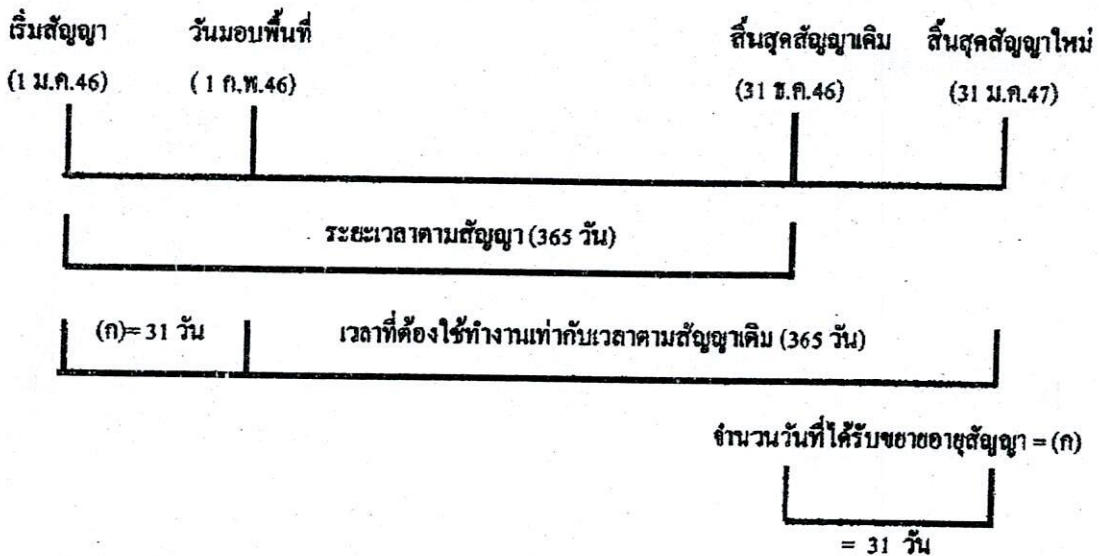 เริ่มสัญญา วันมอบพื้นที่ สิ้นสุดสัญญาเดิม สิ้นสุดสัญญาใหม่
(1 ม.ค.46) ( 1 ก.พ.46) (31 ธ.ค.46) (31 ม.ค.47)
ระยะเวลาตามสัญญา (365 วัน)
(ก)= 31 วัน เวลาที่ต้องใช้ทำงานเท่ากับเวลาตามสัญญาเดิม (365 วัน)
จำนวนวันที่ได้รับขยายอายุสัญญา = (ก)
= 31 วัน